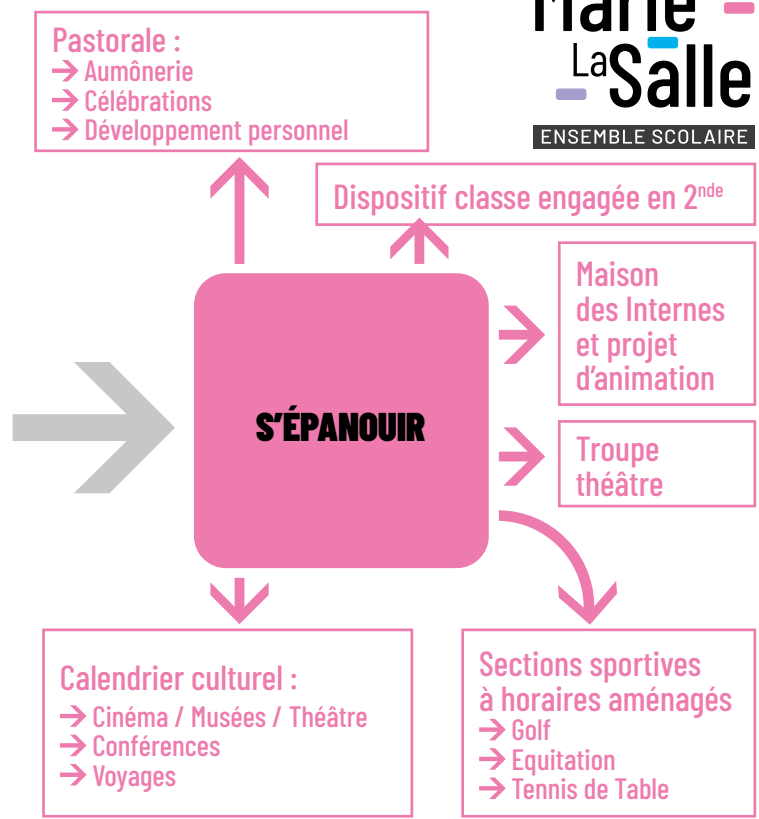 Marie
La Salle
ENSEMBLE SCOLAIRE
Pastorale :
→ Aumônerie
→ Célébrations
→ Développement personnel
Dispositif classe engagée en 2nde
Maison
des Internes
et projet
d'animation
S'ÉPANOUIR
Troupe
théâtre
Calendrier culturel :
→ Cinéma / Musées / Théâtre
→ Conférences
→ Voyages
Sections sportives
à horaires aménagés
→ Golf
→ Equitation
→ Tennis de Table